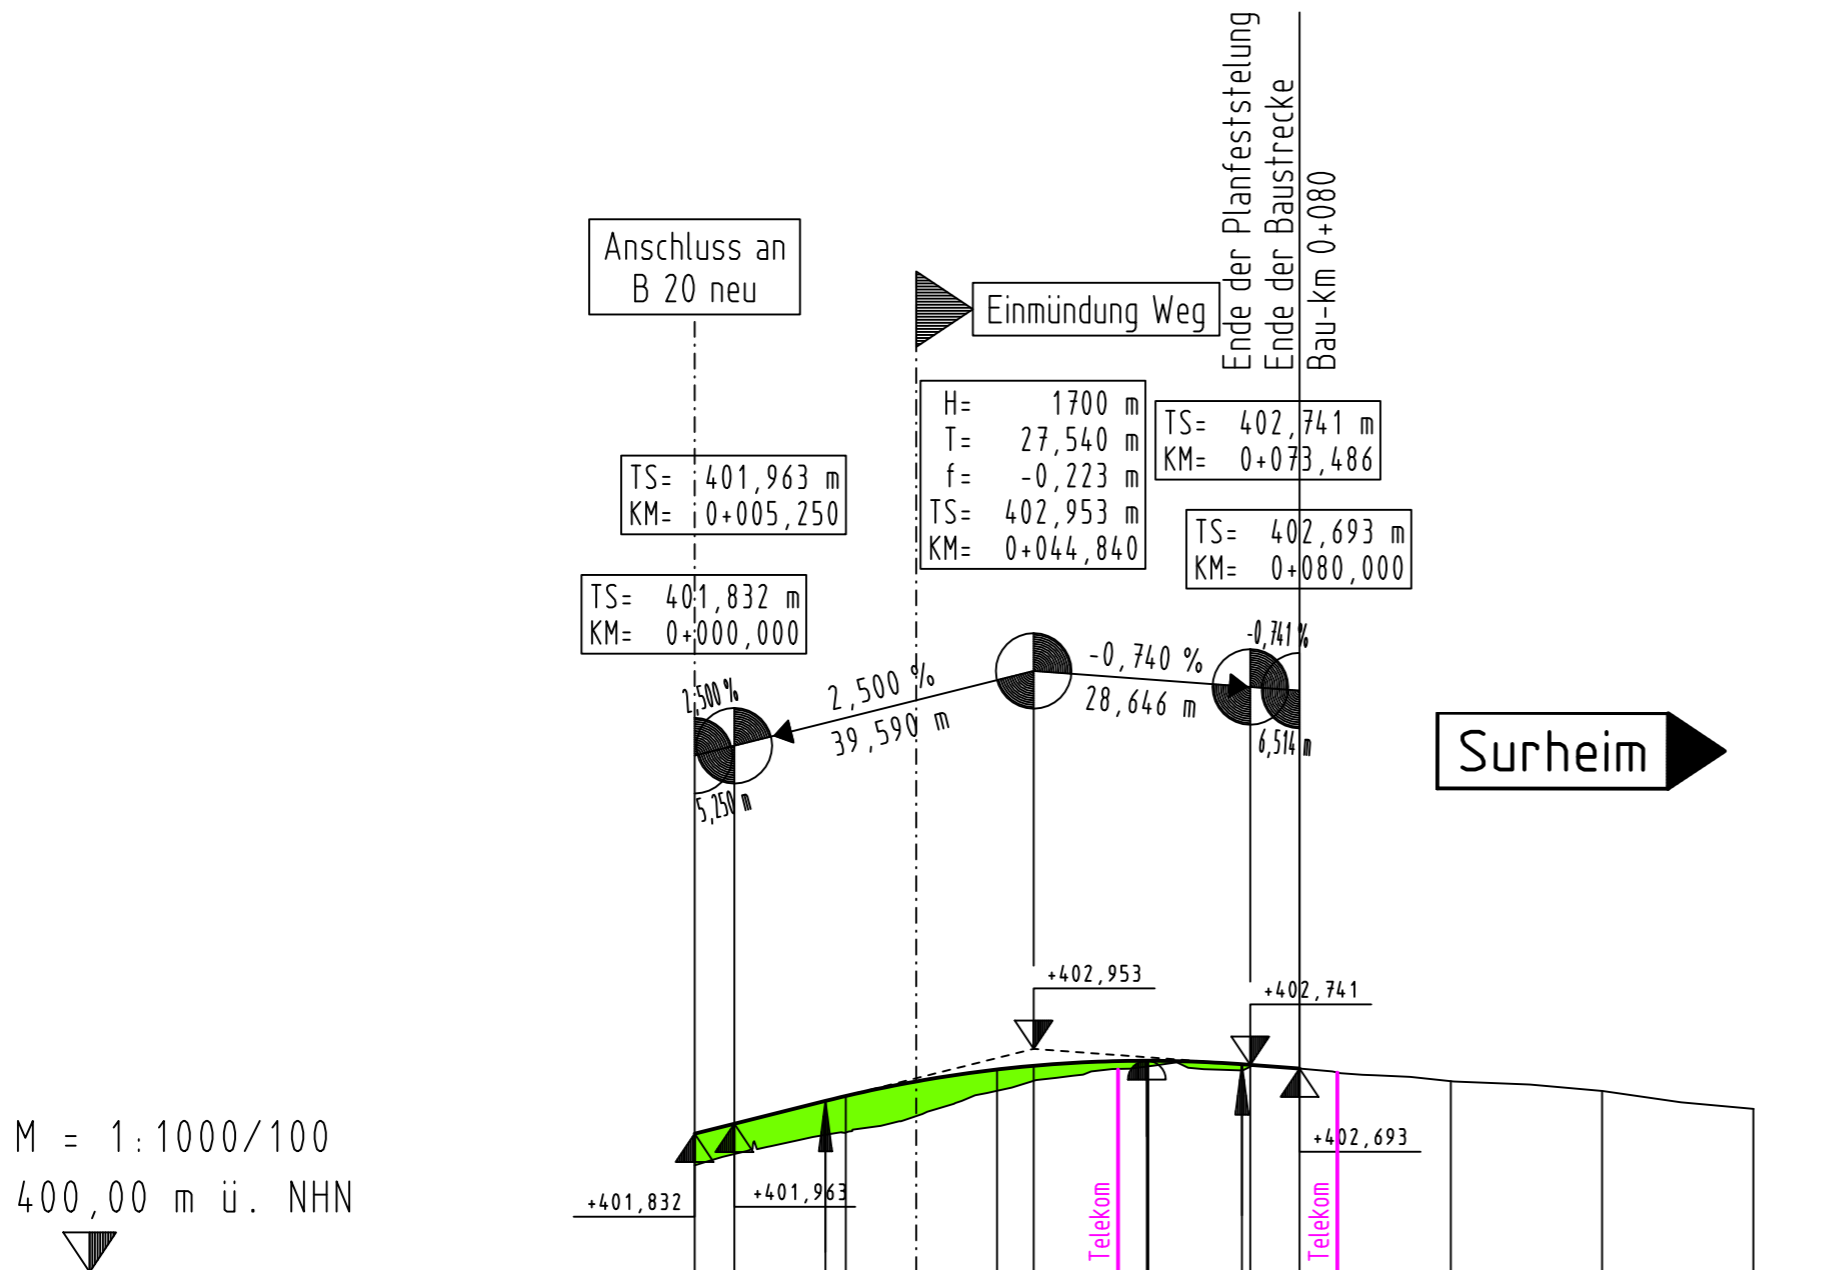 Ende der Planfeststelung
Ende der Baustrecke
Bau-km 0+080
Anschluss an
B 20 neu
Einmündung Weg
H= 1700 m
T= 27,540 m
f= -0,223 m
TS= 402,953 m
KM= 0+044,840
TS= 402,741 m
KM= 0+073,486
TS= 401,963 m
KM= 0+005,250
TS= 402,693 m
KM= 0+080,000
TS= 401,832 m
KM= 0+000,000
2,500 %
5,250 m
2,500 %
39,590 m
-0,740 %
28,646 m
-0,741 %
6,514 m
Surheim
+402,953
+402,741
M = 1:1000/100
400,00 m ü. NHN
+401,832
+401,963
+402,693
Telekom
Telekom